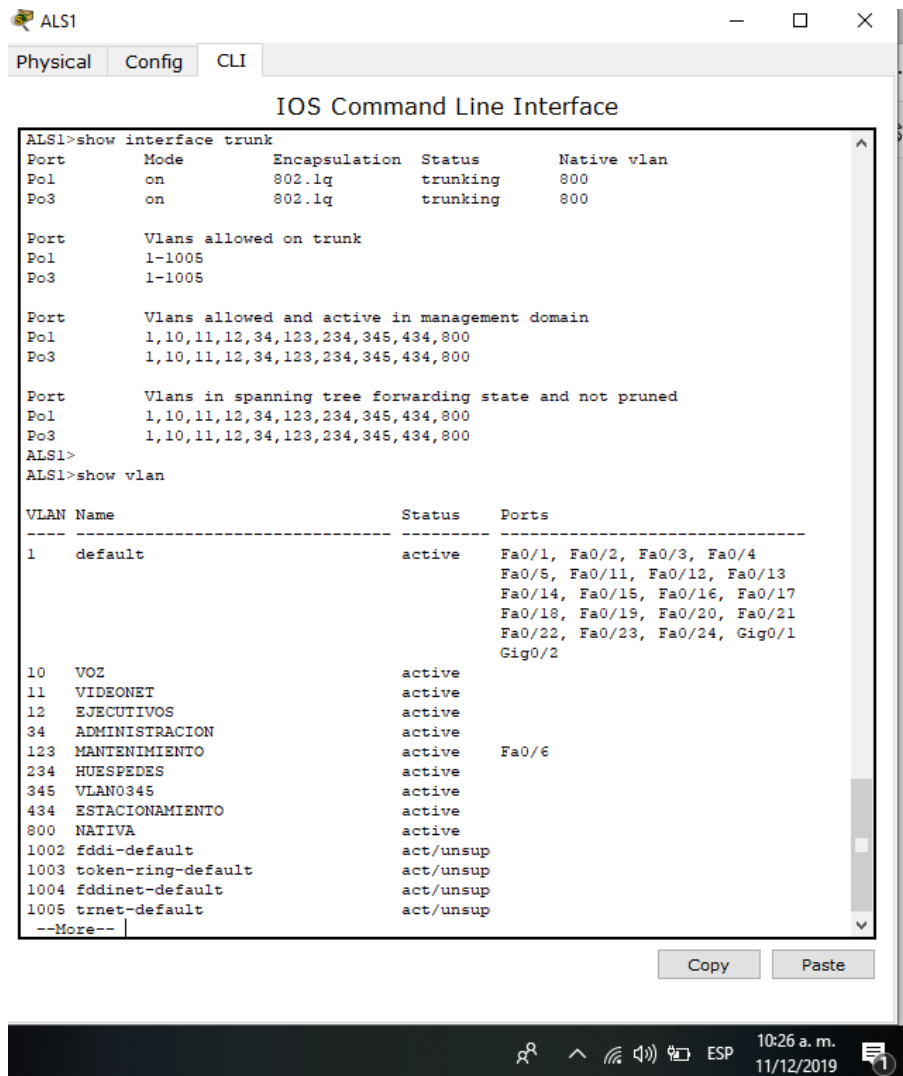 ALS1
Physical Config CLI
IOS Command Line Interface
ALS1>show interface trunk
Port Mode Encapsulation Status Native vlan
Po1 on 802.1q trunking 800
Po3 on 802.1q trunking 800
Port Vlans allowed on trunk
Po1 1-1005
Po3 1-1005
Port Vlans allowed and active in management domain
Po1 1,10,11,12,34,123,234,345,434,800
Po3 1,10,11,12,34,123,234,345,434,800
Port Vlans in spanning tree forwarding state and not pruned
Po1 1,10,11,12,34,123,234,345,434,800
Po3 1,10,11,12,34,123,234,345,434,800
ALS1>
ALS1>show vlan
VLAN Name Status Ports
---- -------------------------------- --------- -------------------------------
1 default active Fa0/1, Fa0/2, Fa0/3, Fa0/4
Fa0/5, Fa0/11, Fa0/12, Fa0/13
Fa0/14, Fa0/15, Fa0/16, Fa0/17
Fa0/18, Fa0/19, Fa0/20, Fa0/21
Fa0/22, Fa0/23, Fa0/24, Gig0/1
Gig0/2
10 VOZ active
11 VIDEONET active
12 EJECUTIVOS active
34 ADMINISTRACION active
123 MANTENIMIENTO active Fa0/6
234 HUESPEDES active
345 VLAN0345 active
434 ESTACIONAMIENTO active
800 NATIVA active
1002 fddi-default act/unsup
1003 token-ring-default act/unsup
1004 fddinet-default act/unsup
1005 trnet-default act/unsup
--More--
Copy Paste
ESP
10:26 a. m.
11/12/2019
1